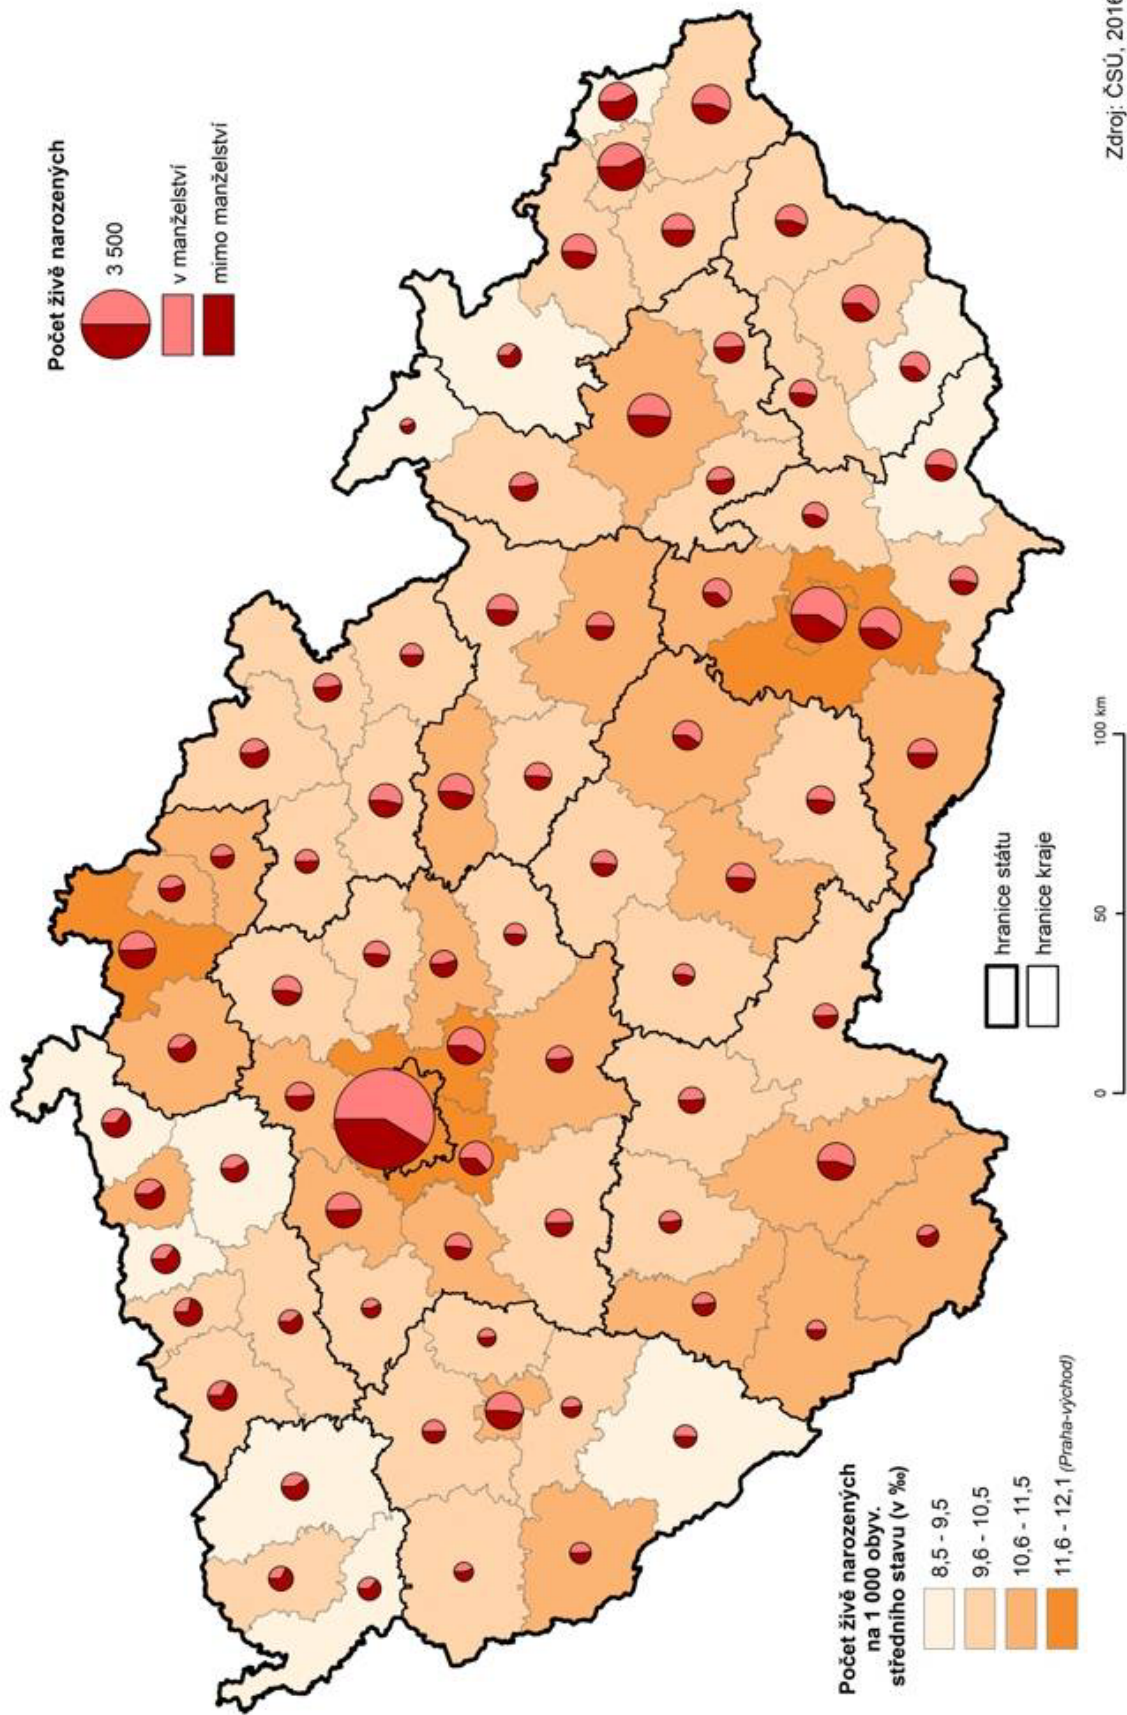 Počet živě narozených
3 500
v manželství
mimo manželství
Počet živě narozených
na 1 000 obyv.
středního stavu (v ‰)
8,5 - 9,5
9,6 - 10,5
10,6 - 11,5
11,6 - 12,1 (Praha-východ)
hranice státu
hranice kraje
0
50
100 km
Zdroj: ČSÚ, 2016